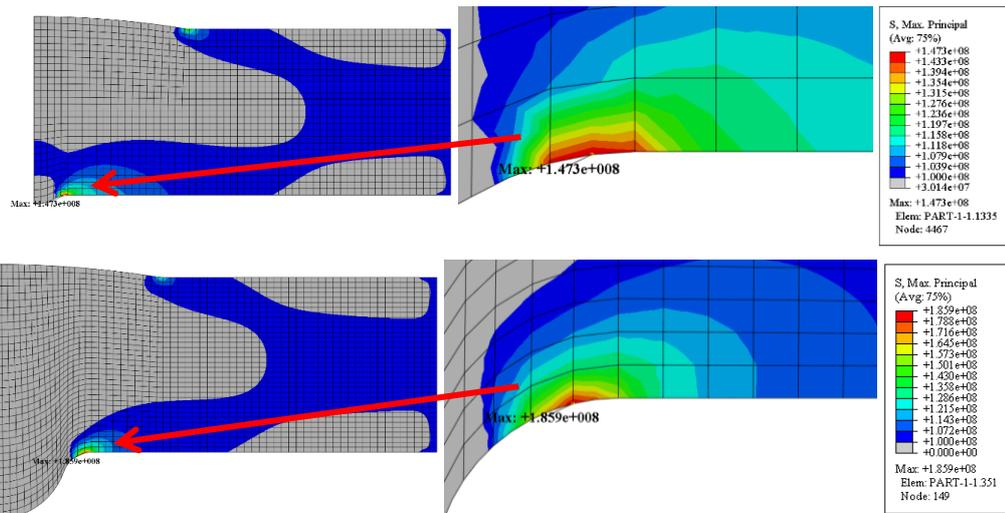 Max: +1.473e+008
Max: +1.473e+008
S, Max. Principal
(Avg: 75%)
+1.473e+08
+1.433e+08
+1.394e+08
+1.354e+08
+1.315e+08
+1.276e+08
+1.236e+08
+1.197e+08
+1.158e+08
+1.118e+08
+1.079e+08
+1.039e+08
+1.000e+08
+3.014e+07
Max: +1.473e+08
Elem: PART-1-1.1335
Node: 4467
Max: +1.859e+008
Max: +1.859e+008
S, Max. Principal
(Avg: 75%)
+1.859e+08
+1.788e+08
+1.716e+08
+1.645e+08
+1.573e+08
+1.501e+08
+1.430e+08
+1.358e+08
+1.286e+08
+1.215e+08
+1.143e+08
+1.072e+08
+1.000e+08
+0.000e+00
Max: +1.859e+08
Elem: PART-1-1.351
Node: 149